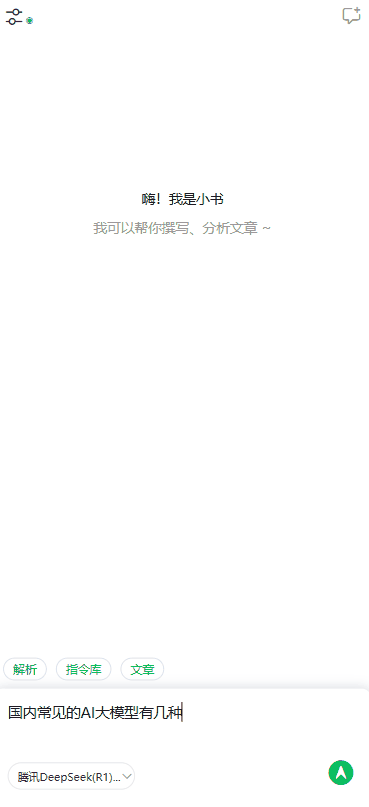 嗨！我是小书
我可以帮你撰写、分析文章 ~
解析 指令库 文章
国内常见的AI大模型有几种
腾讯DeepSeek(R1)...